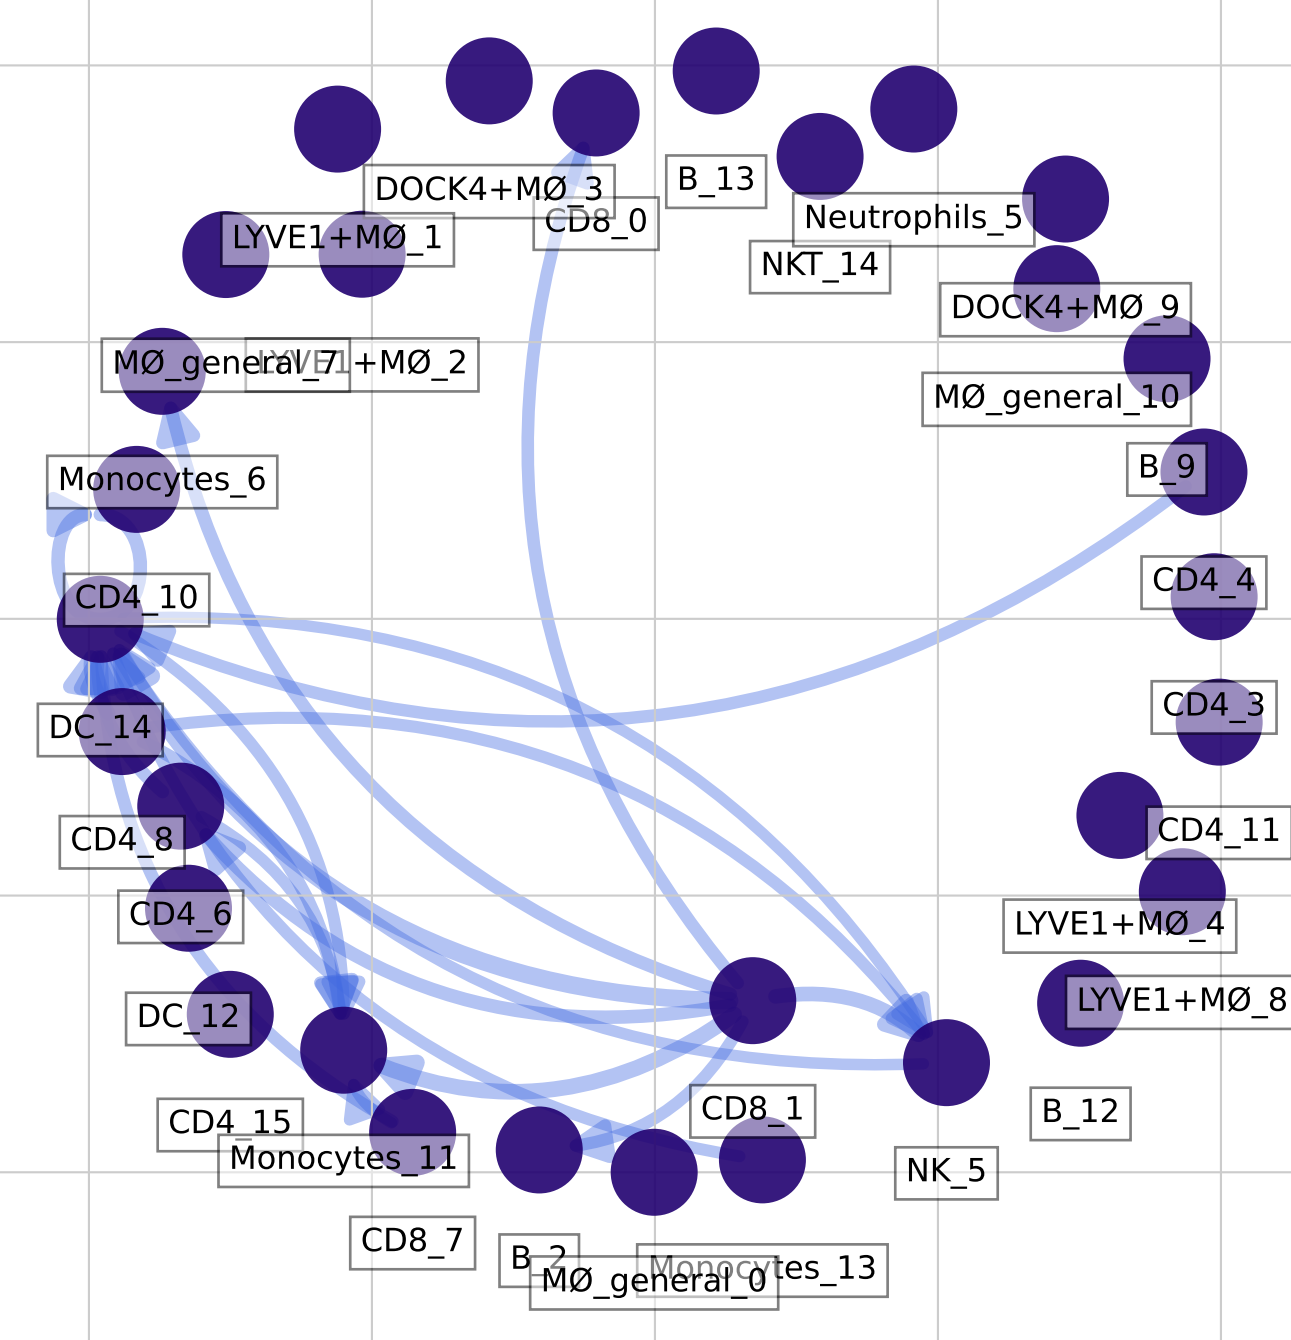 B_13
DOCK4+MØ_3
CD8_0
Neutrophils_5
LYVE1+MØ_1
NKT_14
DOCK4+MØ_9
MØ_general_7
LYVE1+MØ_2
MØ_general_10
B_9
Monocytes_6
CD4_4
CD4_10
CD4_3
DC_14
CD4_11
CD4_8
CD4_6
LYVE1+MØ_4
LYVE1+MØ_8
DC_12
CD8_1
B_12
CD4_15
Monocytes_11
NK_5
CD8_7
B_2
Monocytes_13
MØ_general_0